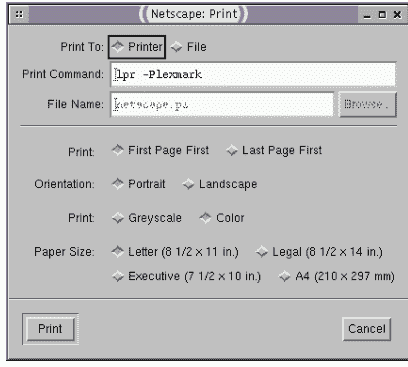 Netscape: Print
Print To: Printer File
Print Command: lpr -Plexmark
File Name: netscape.ps Browse..
Print: First Page First Last Page First
Orientation: Portrait Landscape
Print: Greyscale Color
Paper Size: Letter (8 1/2 x 11 in.) Legal (8 1/2 x 14 in.)
Executive (7 1/2 x 10 in.) A4 (210 x 297 mm)
Print Cancel